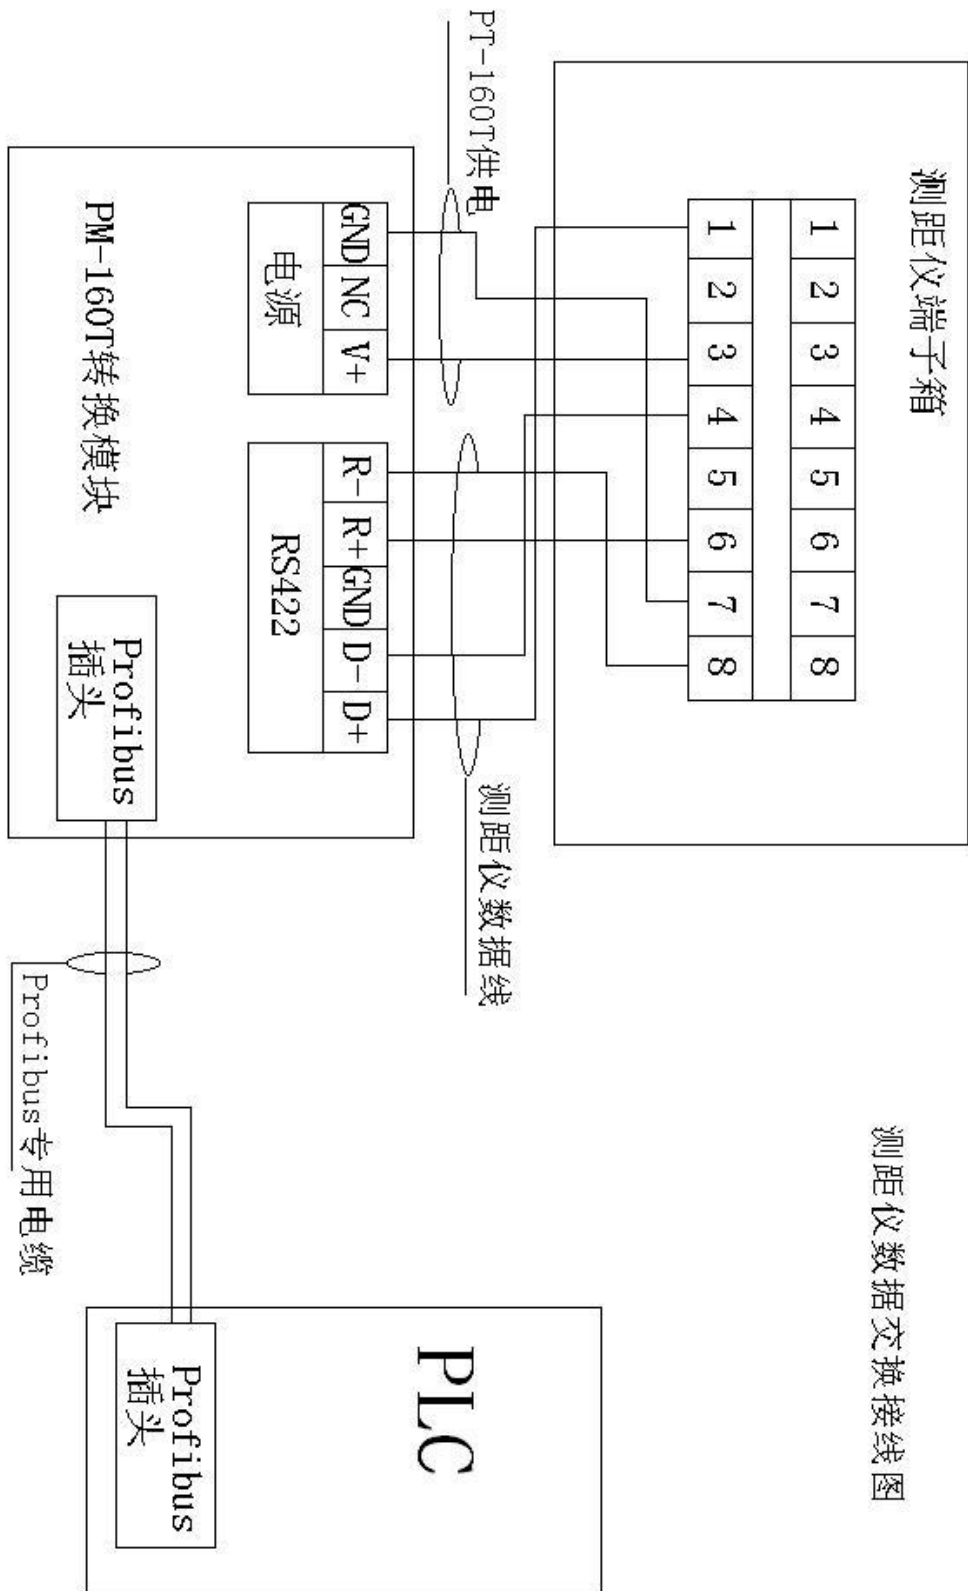 测距仪数据交换接线图
测距仪端子箱
1 2 3 4 5 6 7 8
1 2 3 4 5 6 7 8
PT-160T供电
测距仪数据线
GND NC V+
电源
R- R+ GND D- D+
RS422
PM-160T转换模块
Profibus
插头
Profibus专用电缆
PLC
Profibus
插头